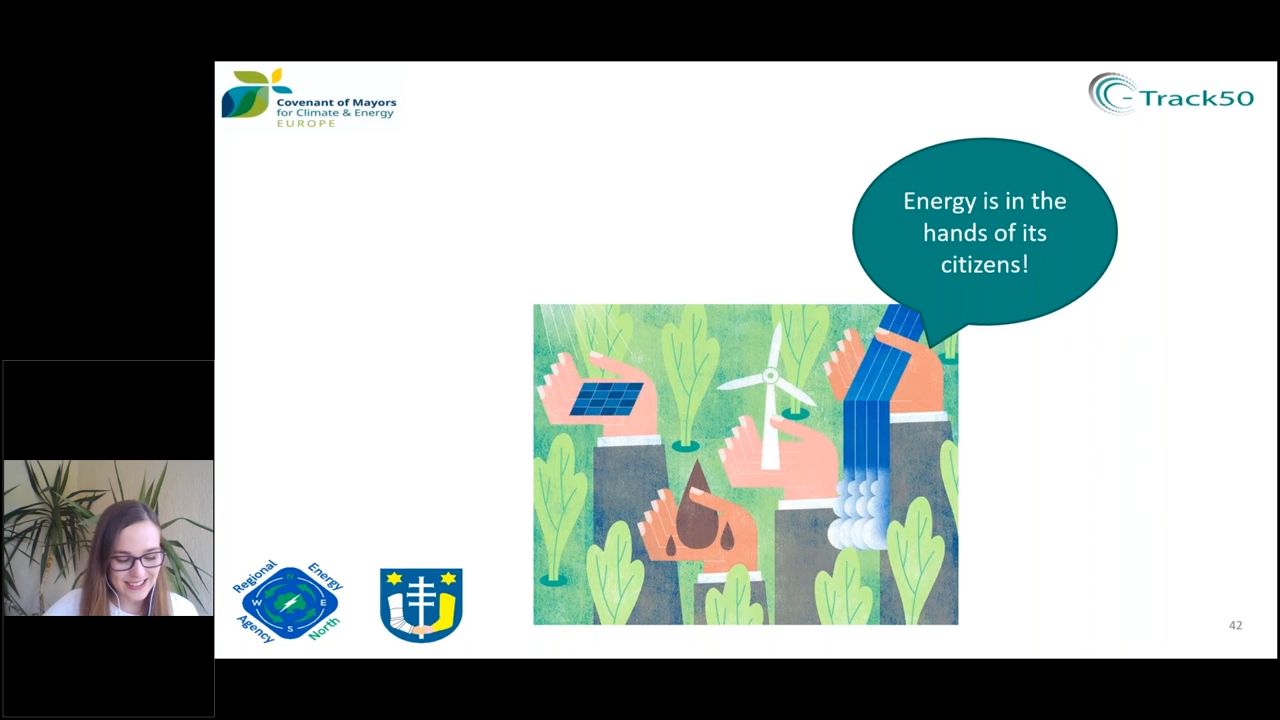 Covenant of Mayors
for Climate & Energy
EUROPE
C-Track50
Energy is in the
hands of its
citizens!
Regional Energy
Agency North
N
W E
S
42